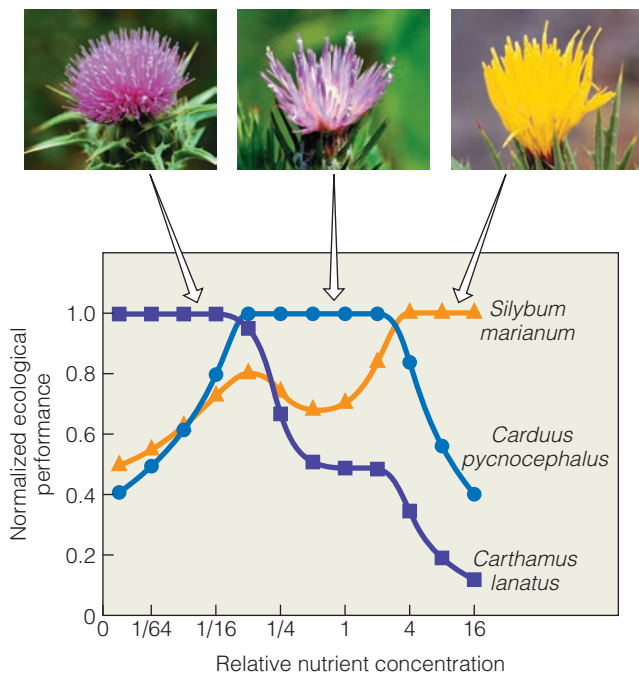 Normalized ecological
performance
1.0
0.8
0.6
0.4
0.2
0
Silybum
marianum
Carduus
pycnocephalus
Carthamus
lanatus
0 1/64 1/16 1/4 1 4 16
Relative nutrient concentration